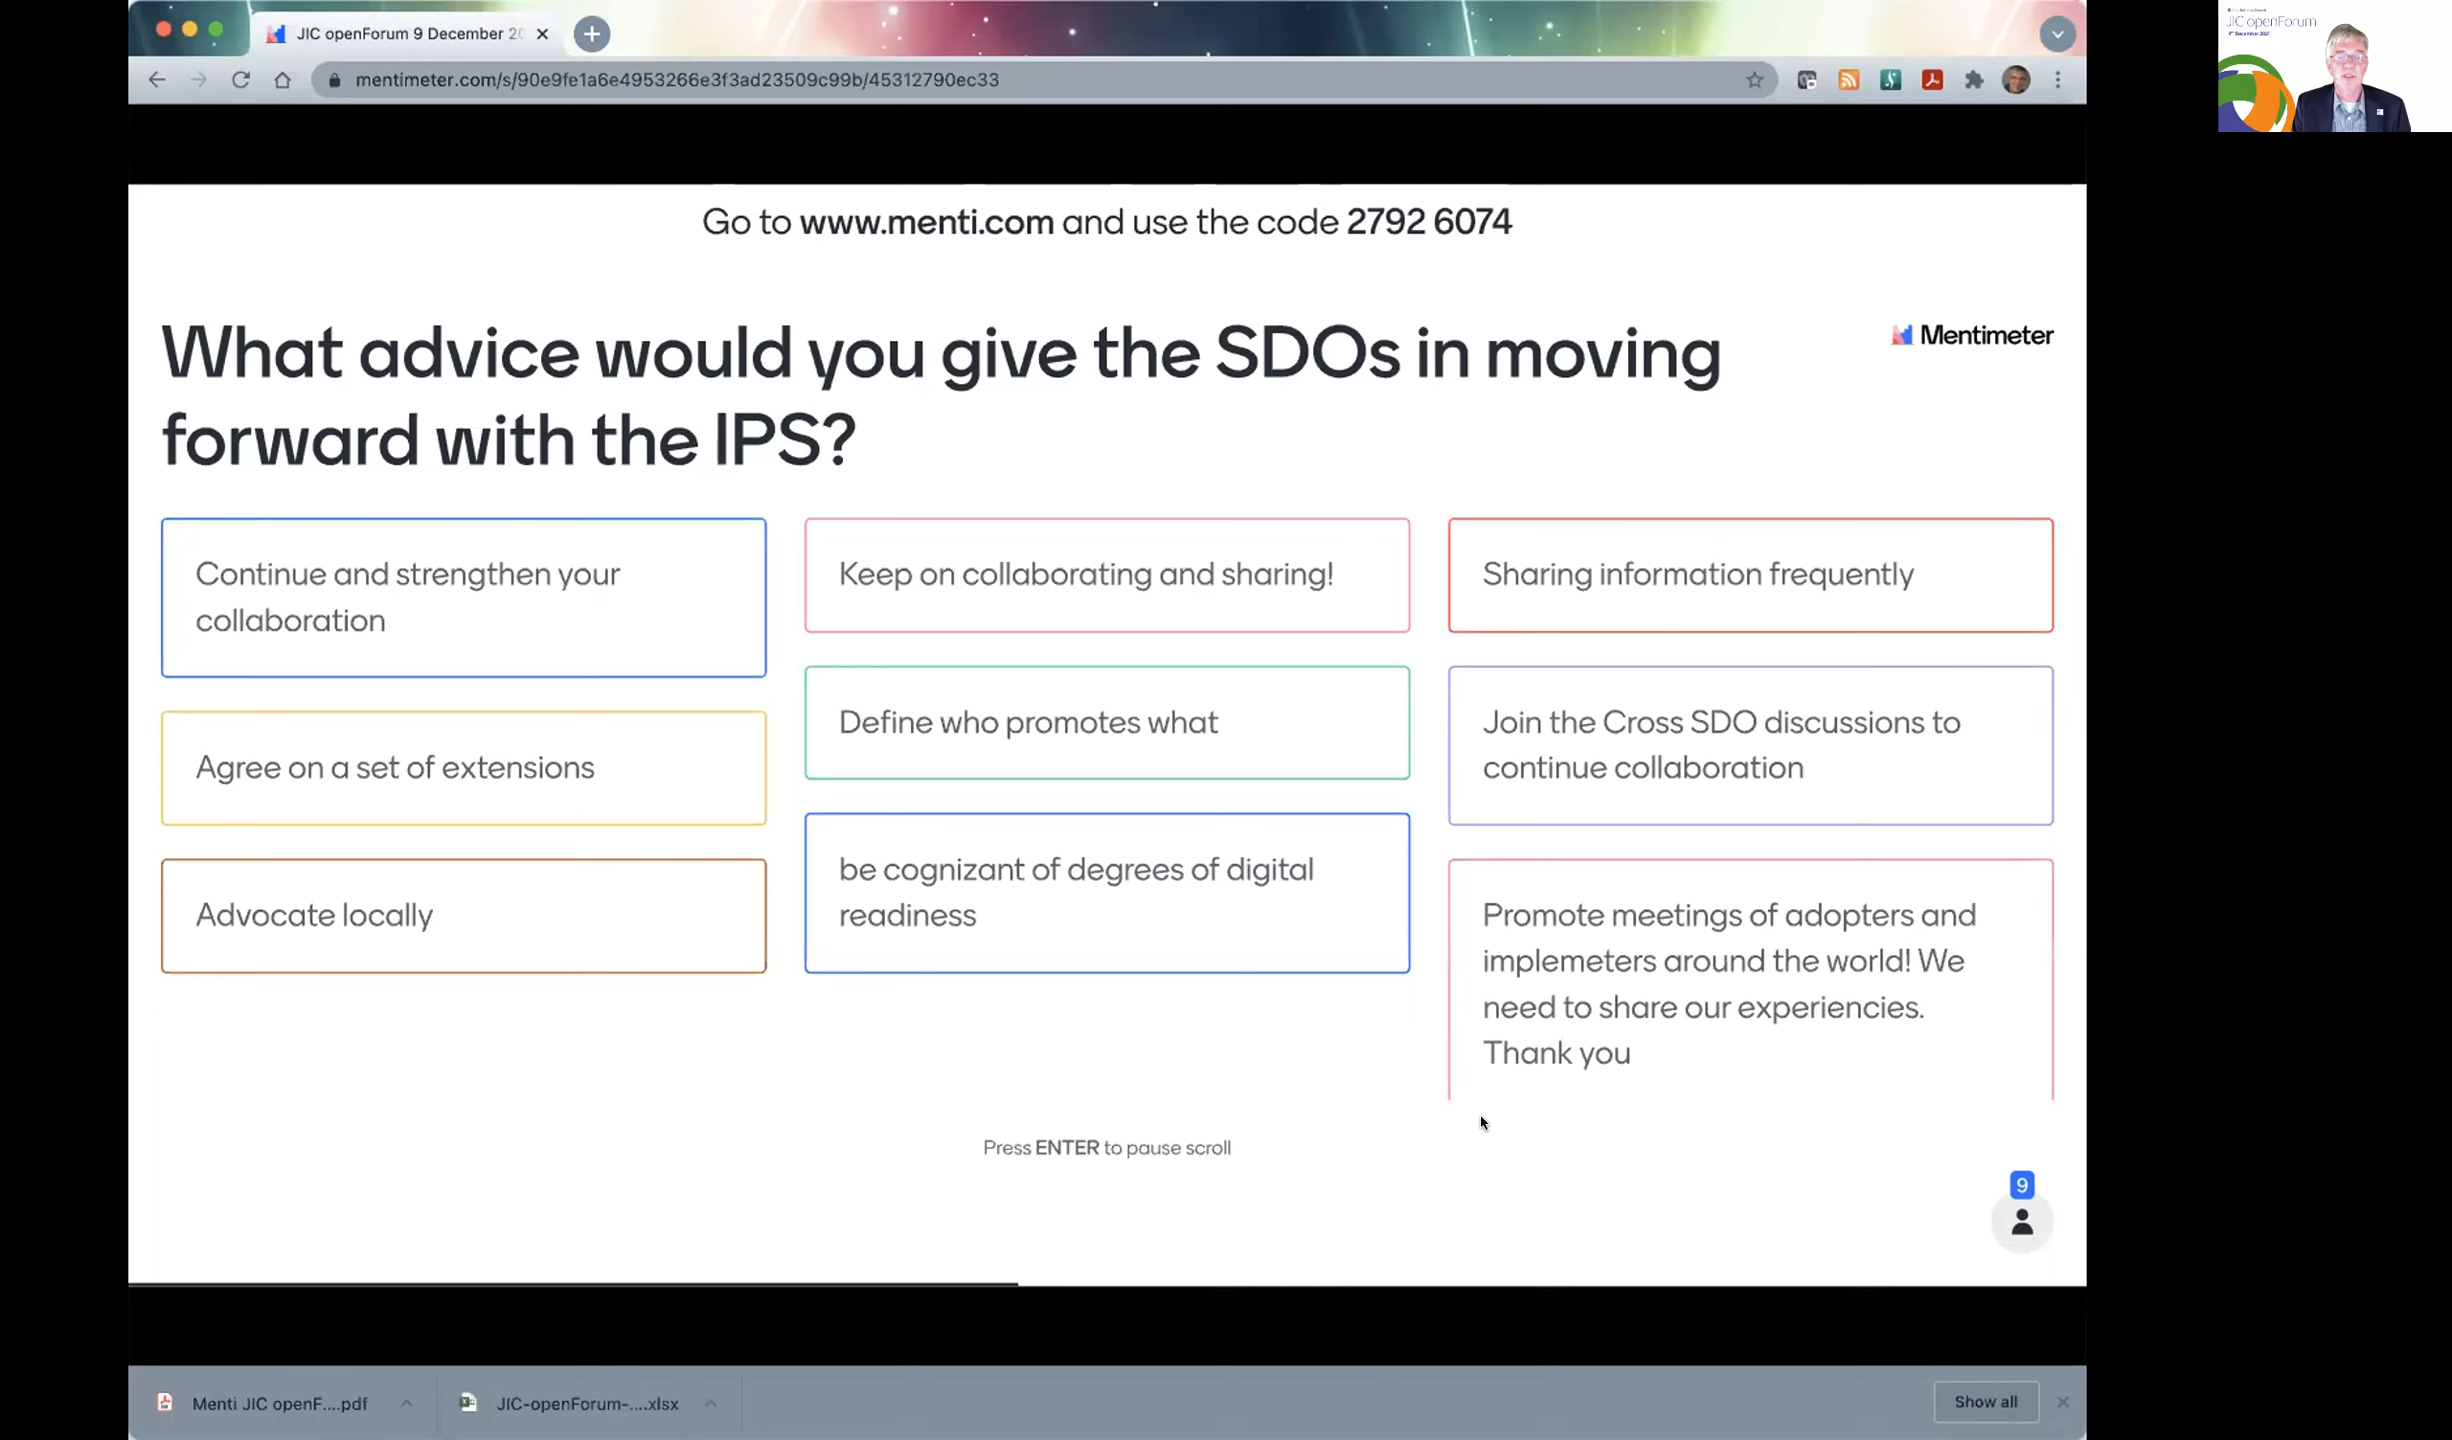 JIC openForum 9 December 20
mentimeter.com/s/90e9fe1a6e4953266e3f3ad23509c99b/45312790ec33
JIC openForum
9th December 2021
Go to www.menti.com and use the code 2792 6074
What advice would you give the SDOs in moving
forward with the IPS?
Mentimeter
Continue and strengthen your
collaboration
Agree on a set of extensions
Advocate locally
Keep on collaborating and sharing!
Define who promotes what
be cognizant of degrees of digital
readiness
Sharing information frequently
Join the Cross SDO discussions to
continue collaboration
Promote meetings of adopters and
implemeters around the world! We
need to share our experiencies.
Thank you
Press ENTER to pause scroll
9
Menti JIC openF....pdf
JIC-openForum-....xlsx
Show all